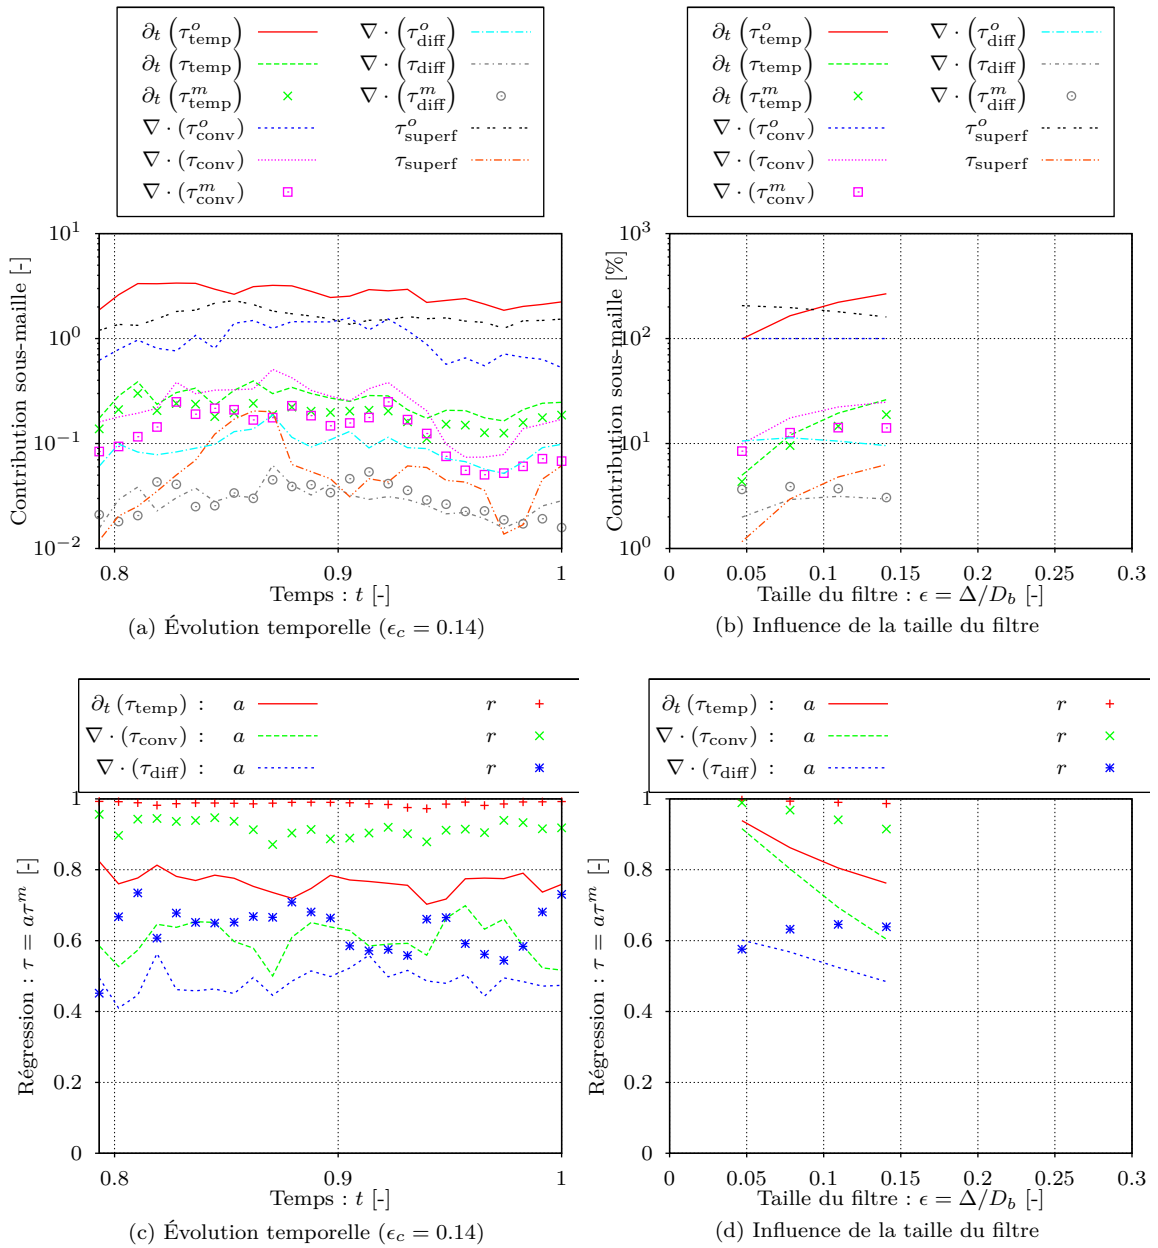 ∂t (τ^o_temp) ∇ · (τ^o_diff)
∂t (τ_temp) ∇ · (τ_diff)
∂t (τ^m_temp) ∇ · (τ^m_diff)
∇ · (τ^o_conv) τ^o_superf
∇ · (τ_conv) τ_superf
∇ · (τ^m_conv)
Contribution sous-maille [-]
10^1
10^0
10^−1
10^−2
0.8 0.9 1
Temps : t [-]
(a) Évolution temporelle (ϵc = 0.14)
∂t (τ^o_temp) ∇ · (τ^o_diff)
∂t (τ_temp) ∇ · (τ_diff)
∂t (τ^m_temp) ∇ · (τ^m_diff)
∇ · (τ^o_conv) τ^o_superf
∇ · (τ_conv) τ_superf
∇ · (τ^m_conv)
Contribution sous-maille [%]
10^3
10^2
10^1
10^0
0 0.05 0.1 0.15 0.2 0.25 0.3
Taille du filtre : ϵ = Δ/D_b [-]
(b) Influence de la taille du filtre
∂t (τ_temp) : a r
∇ · (τ_conv) : a r
∇ · (τ_diff) : a r
Régression : τ = aτ^m [-]
1
0.8
0.6
0.4
0.2
0
0.8 0.9 1
Temps : t [-]
(c) Évolution temporelle (ϵc = 0.14)
∂t (τ_temp) : a r
∇ · (τ_conv) : a r
∇ · (τ_diff) : a r
Régression : τ = aτ^m [-]
1
0.8
0.6
0.4
0.2
0
0 0.05 0.1 0.15 0.2 0.25 0.3
Taille du filtre : ϵ = Δ/D_b [-]
(d) Influence de la taille du filtre